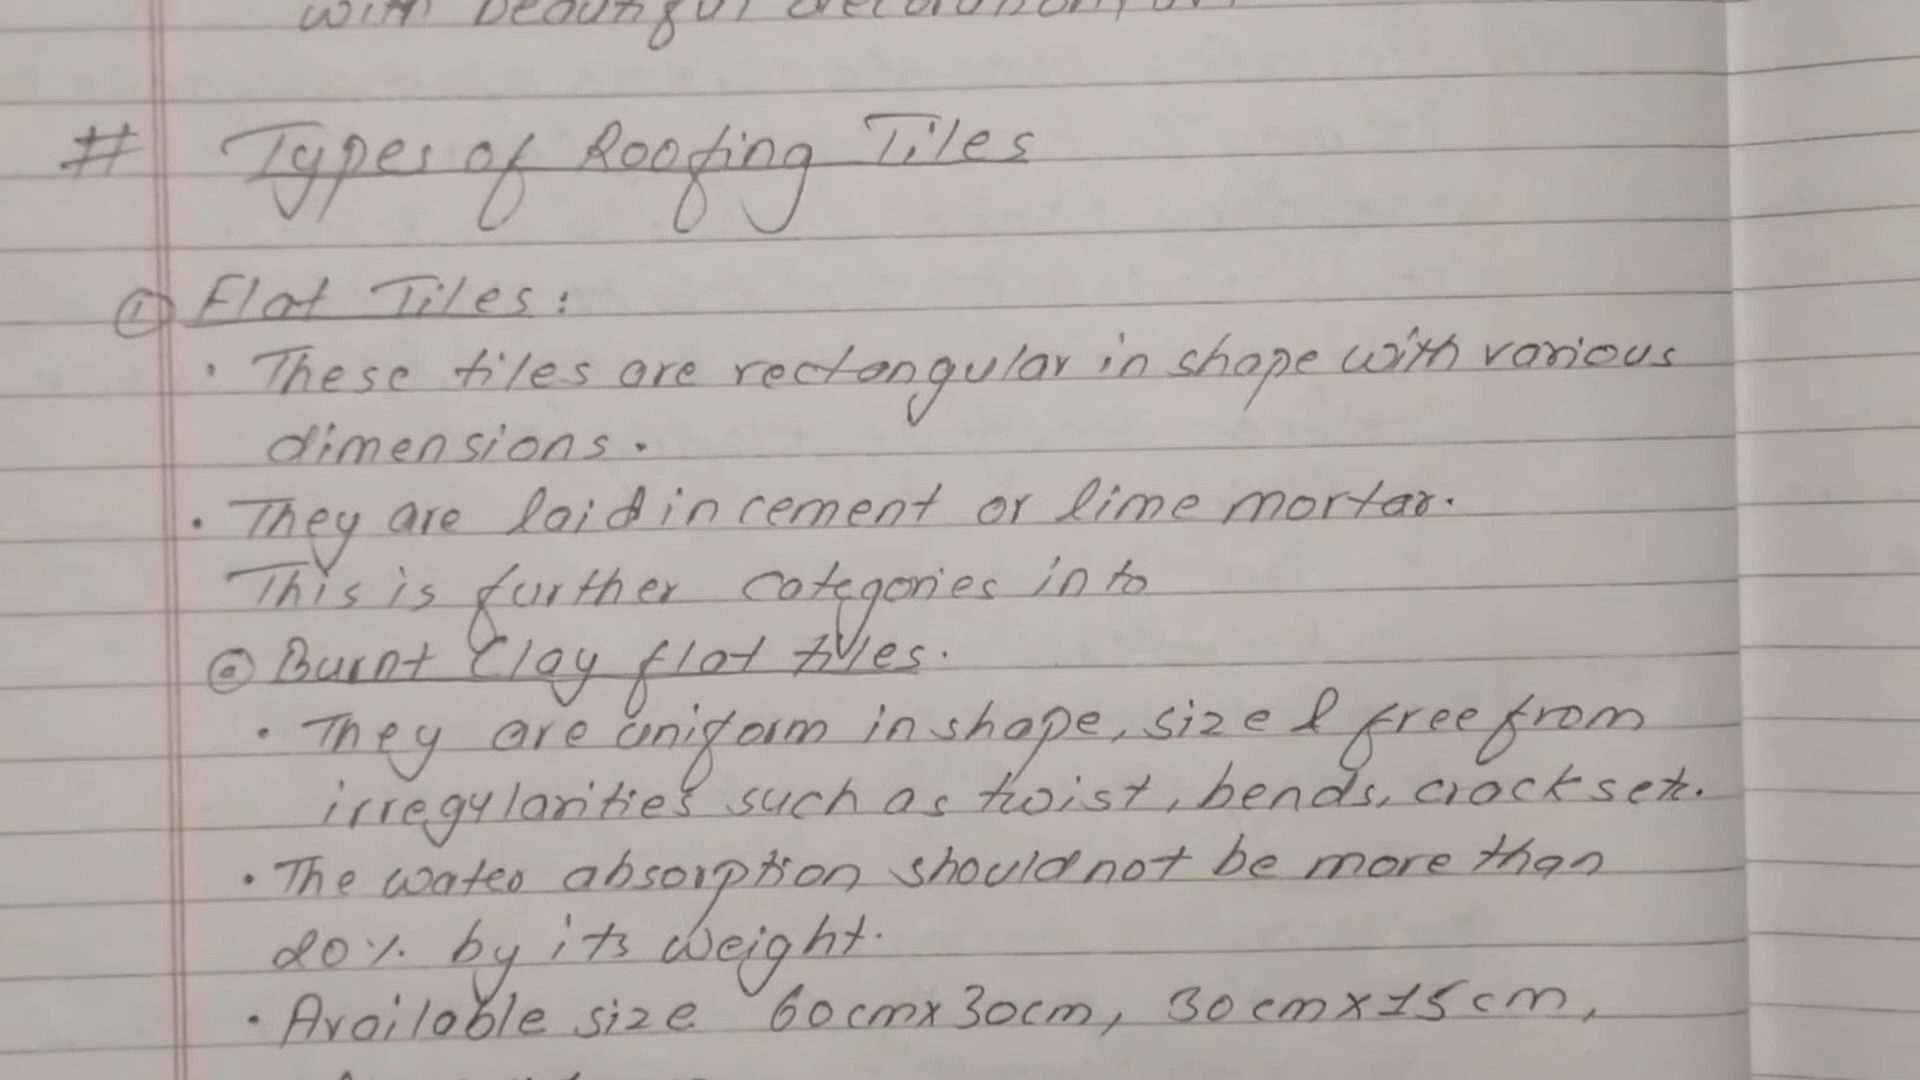 with beautiful
# Types of Roofing Tiles
① Flat Tiles:
· These tiles are rectangular in shape with various
dimensions.
· They are laid in cement or lime mortar.
This is further categories into
ⓐ Burnt Clay flat tiles.
· They are uniform in shape, size & free from
irregularities such as twist, bends, cracks etc.
· The water absorption should not be more than
20% by its weight.
· Available size 60cm x 30cm, 30cm x 15cm,